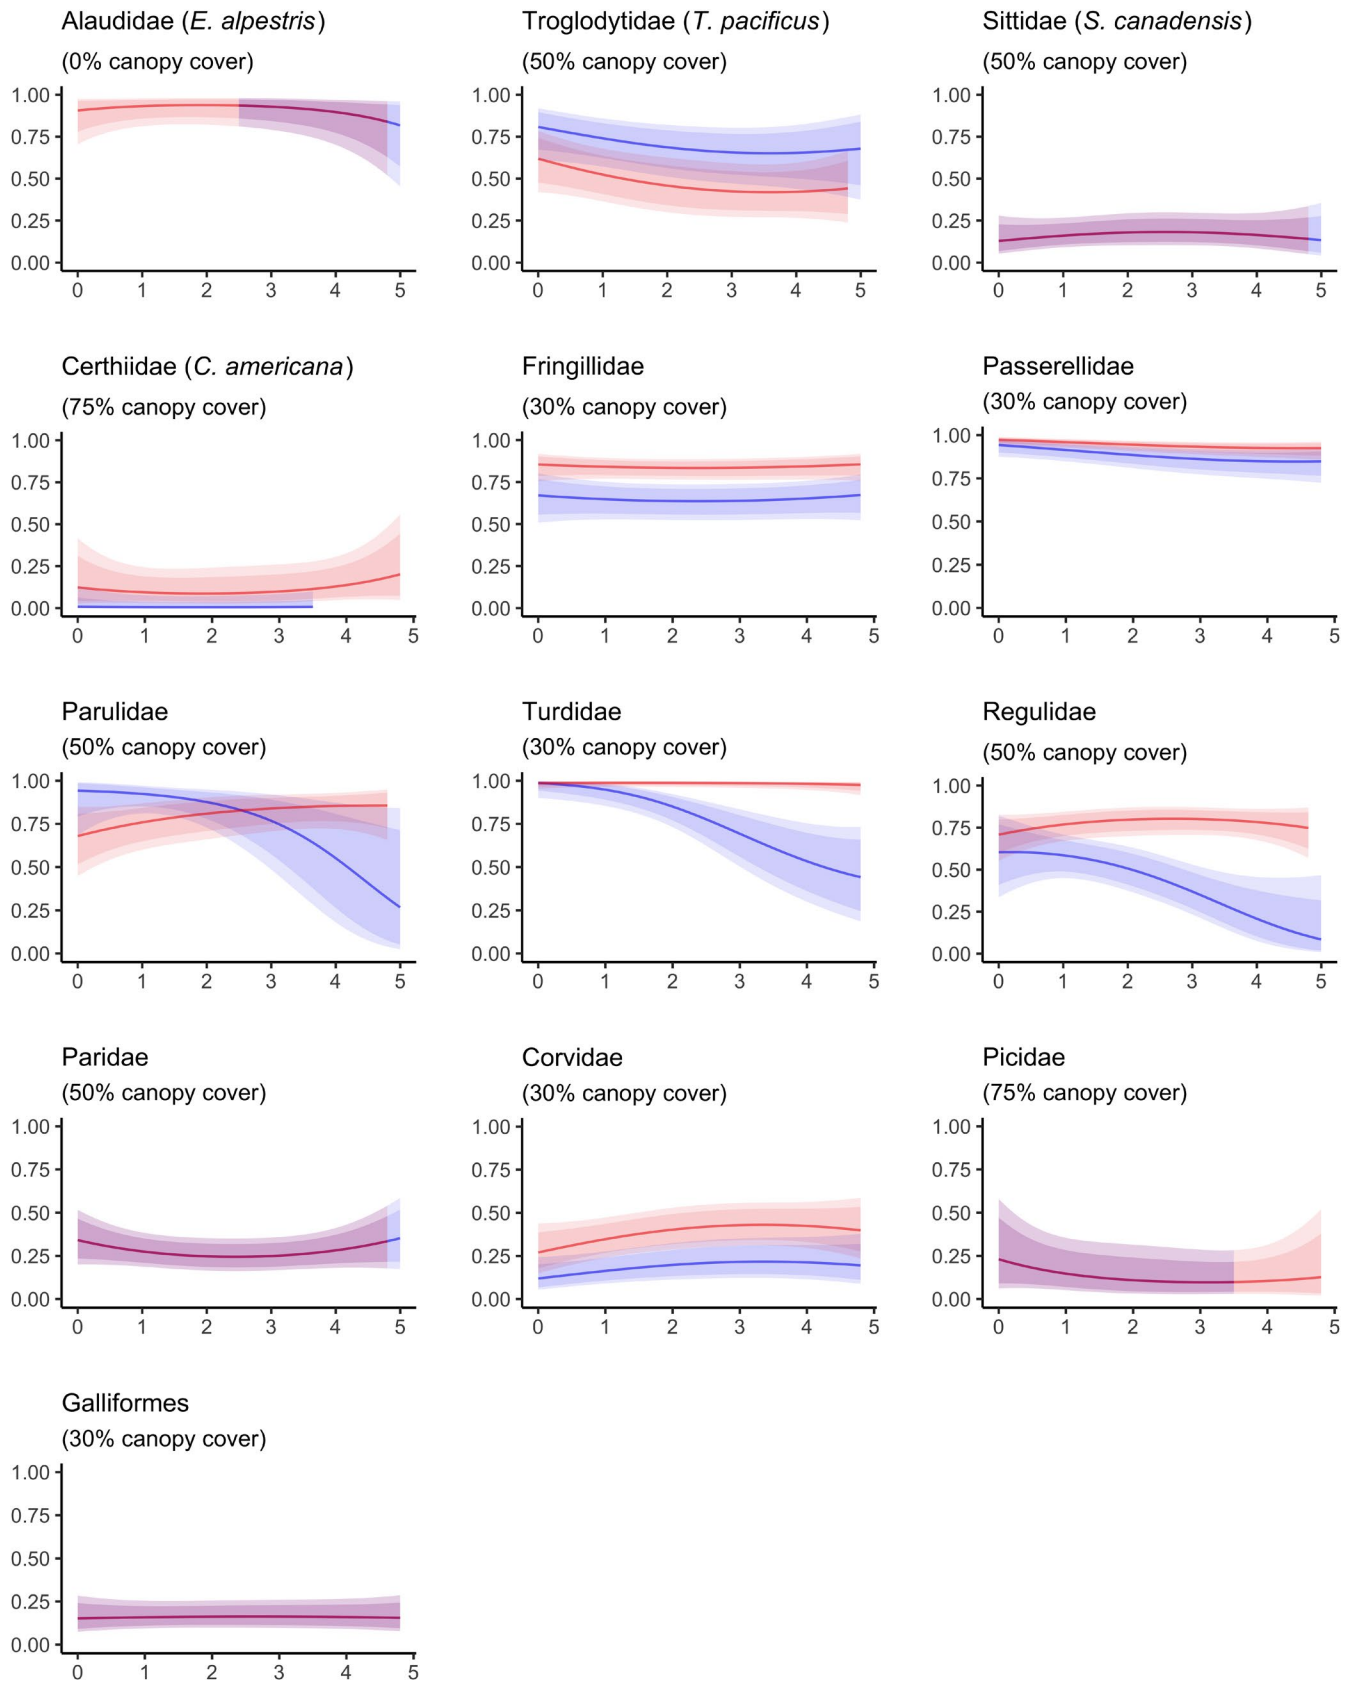 Alaudidae (E. alpestris)
(0% canopy cover)
1.00
0.75
0.50
0.25
0.00
0 1 2 3 4 5
Troglodytidae (T. pacificus)
(50% canopy cover)
1.00
0.75
0.50
0.25
0.00
0 1 2 3 4 5
Sittidae (S. canadensis)
(50% canopy cover)
1.00
0.75
0.50
0.25
0.00
0 1 2 3 4 5
Certhiidae (C. americana)
(75% canopy cover)
1.00
0.75
0.50
0.25
0.00
0 1 2 3 4 5
Fringillidae
(30% canopy cover)
1.00
0.75
0.50
0.25
0.00
0 1 2 3 4 5
Passerellidae
(30% canopy cover)
1.00
0.75
0.50
0.25
0.00
0 1 2 3 4 5
Parulidae
(50% canopy cover)
1.00
0.75
0.50
0.25
0.00
0 1 2 3 4 5
Turdidae
(30% canopy cover)
1.00
0.75
0.50
0.25
0.00
0 1 2 3 4 5
Regulidae
(50% canopy cover)
1.00
0.75
0.50
0.25
0.00
0 1 2 3 4 5
Paridae
(50% canopy cover)
1.00
0.75
0.50
0.25
0.00
0 1 2 3 4 5
Corvidae
(30% canopy cover)
1.00
0.75
0.50
0.25
0.00
0 1 2 3 4 5
Picidae
(75% canopy cover)
1.00
0.75
0.50
0.25
0.00
0 1 2 3 4 5
Galliformes
(30% canopy cover)
1.00
0.75
0.50
0.25
0.00
0 1 2 3 4 5